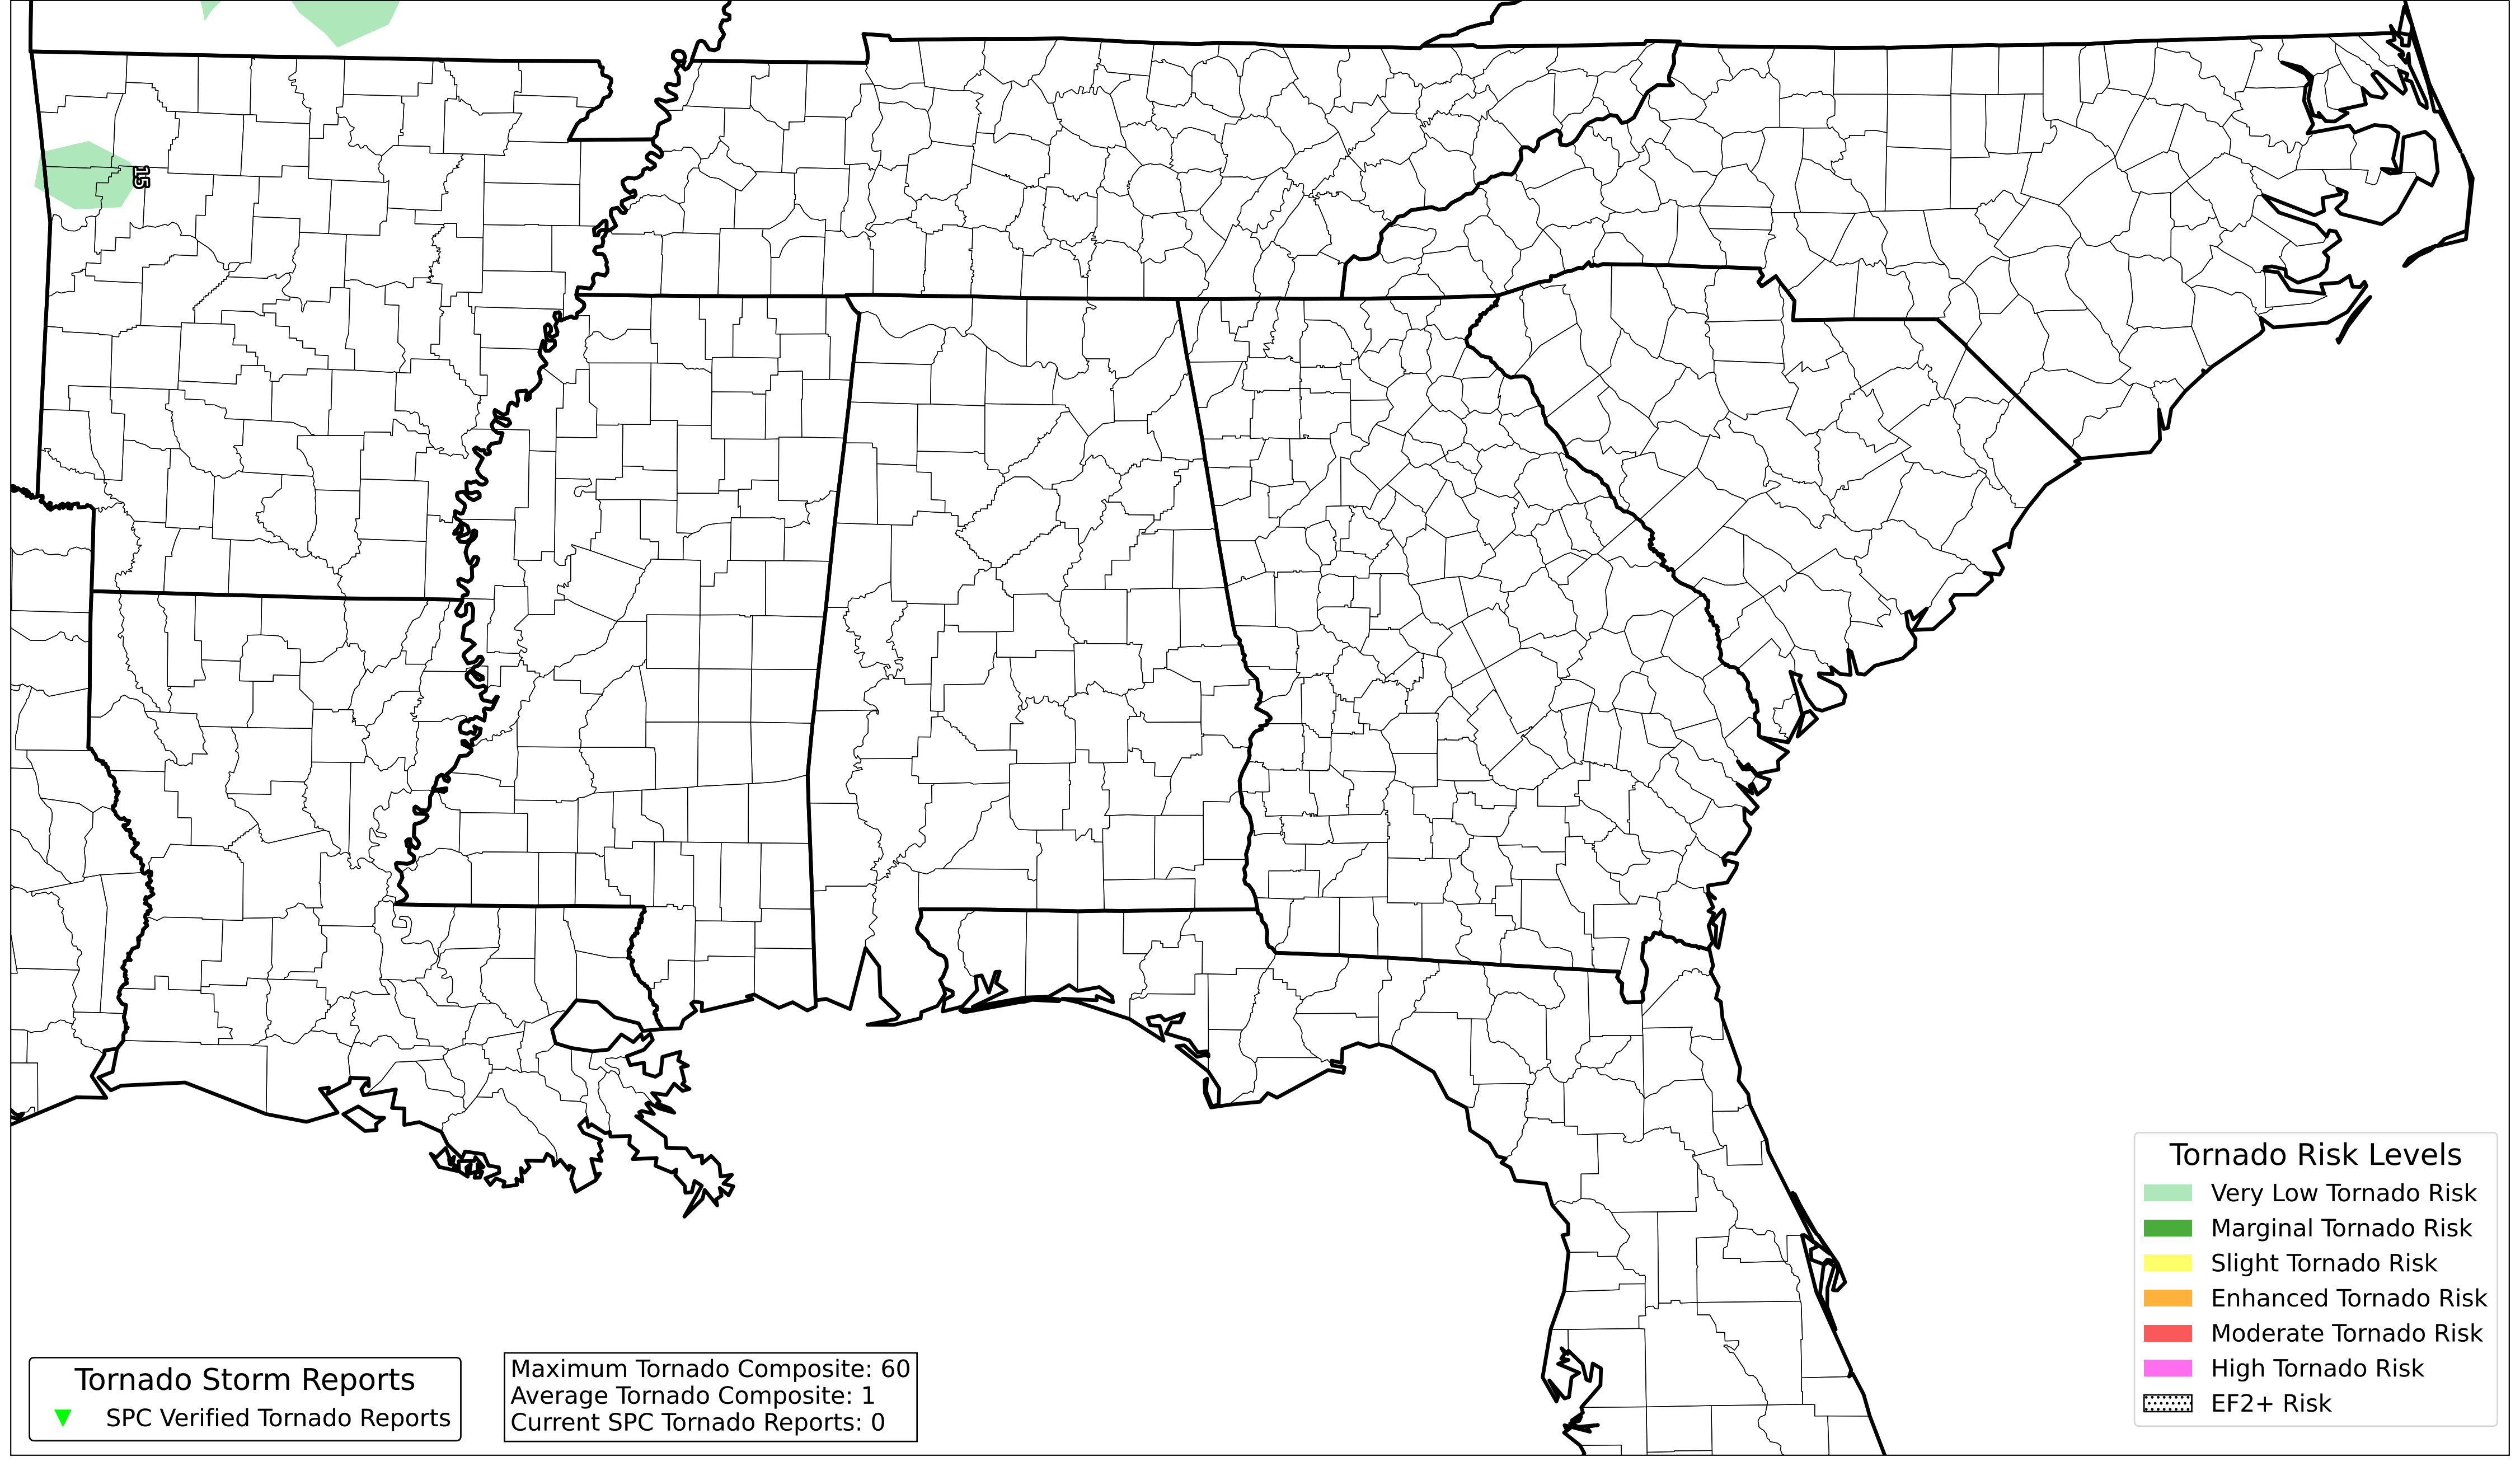 15
Tornado Risk Levels
Very Low Tornado Risk
Marginal Tornado Risk
Slight Tornado Risk
Enhanced Tornado Risk
Moderate Tornado Risk
High Tornado Risk
EF2+ Risk
Tornado Storm Reports
SPC Verified Tornado Reports
Maximum Tornado Composite: 60
Average Tornado Composite: 1
Current SPC Tornado Reports: 0